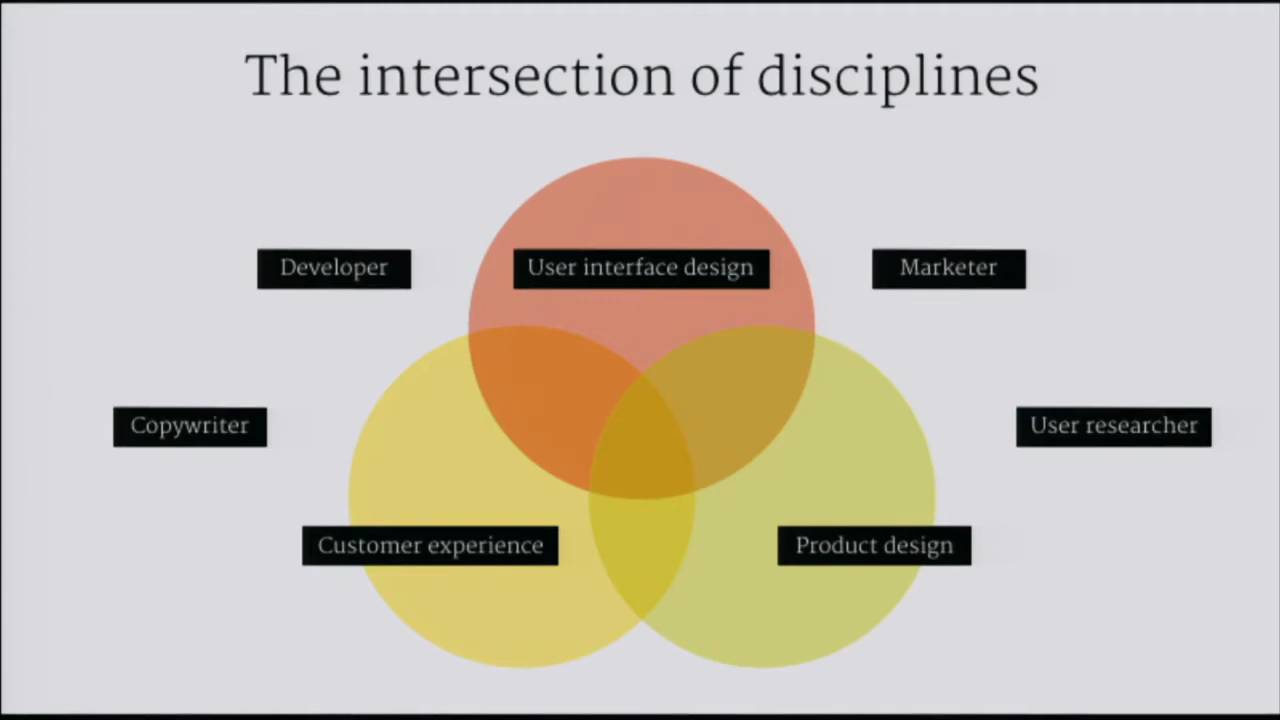 The intersection of disciplines
Developer
User interface design
Marketer
Copywriter
User researcher
Customer experience
Product design